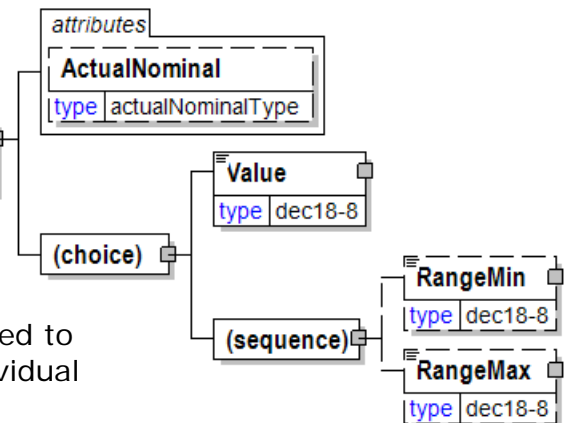 attributes
ActualNominal
type actualNominalType
Value
type dec18-8
(choice)
RangeMin
type dec18-8
(sequence)
RangeMax
type dec18-8
ed to
vidual